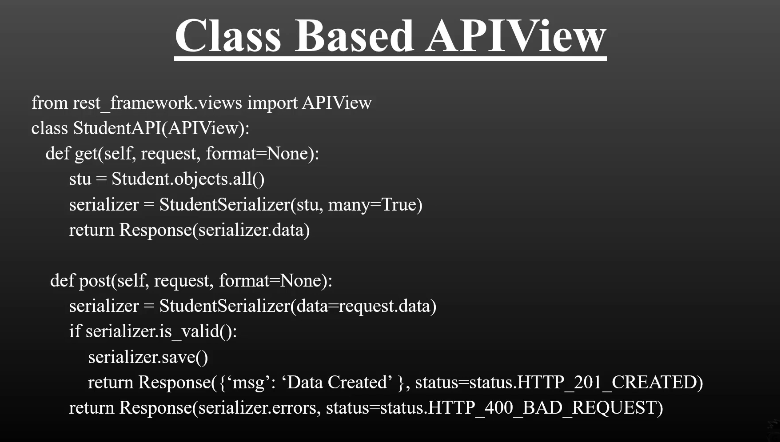 Class Based APIView
from rest_framework.views import APIView
class StudentAPI(APIView):
def get(self, request, format=None):
stu = Student.objects.all()
serializer = StudentSerializer(stu, many=True)
return Response(serializer.data)
def post(self, request, format=None):
serializer = StudentSerializer(data=request.data)
if serializer.is_valid():
serializer.save()
return Response({‘msg’: ‘Data Created’ }, status=status.HTTP_201_CREATED)
return Response(serializer.errors, status=status.HTTP_400_BAD_REQUEST)